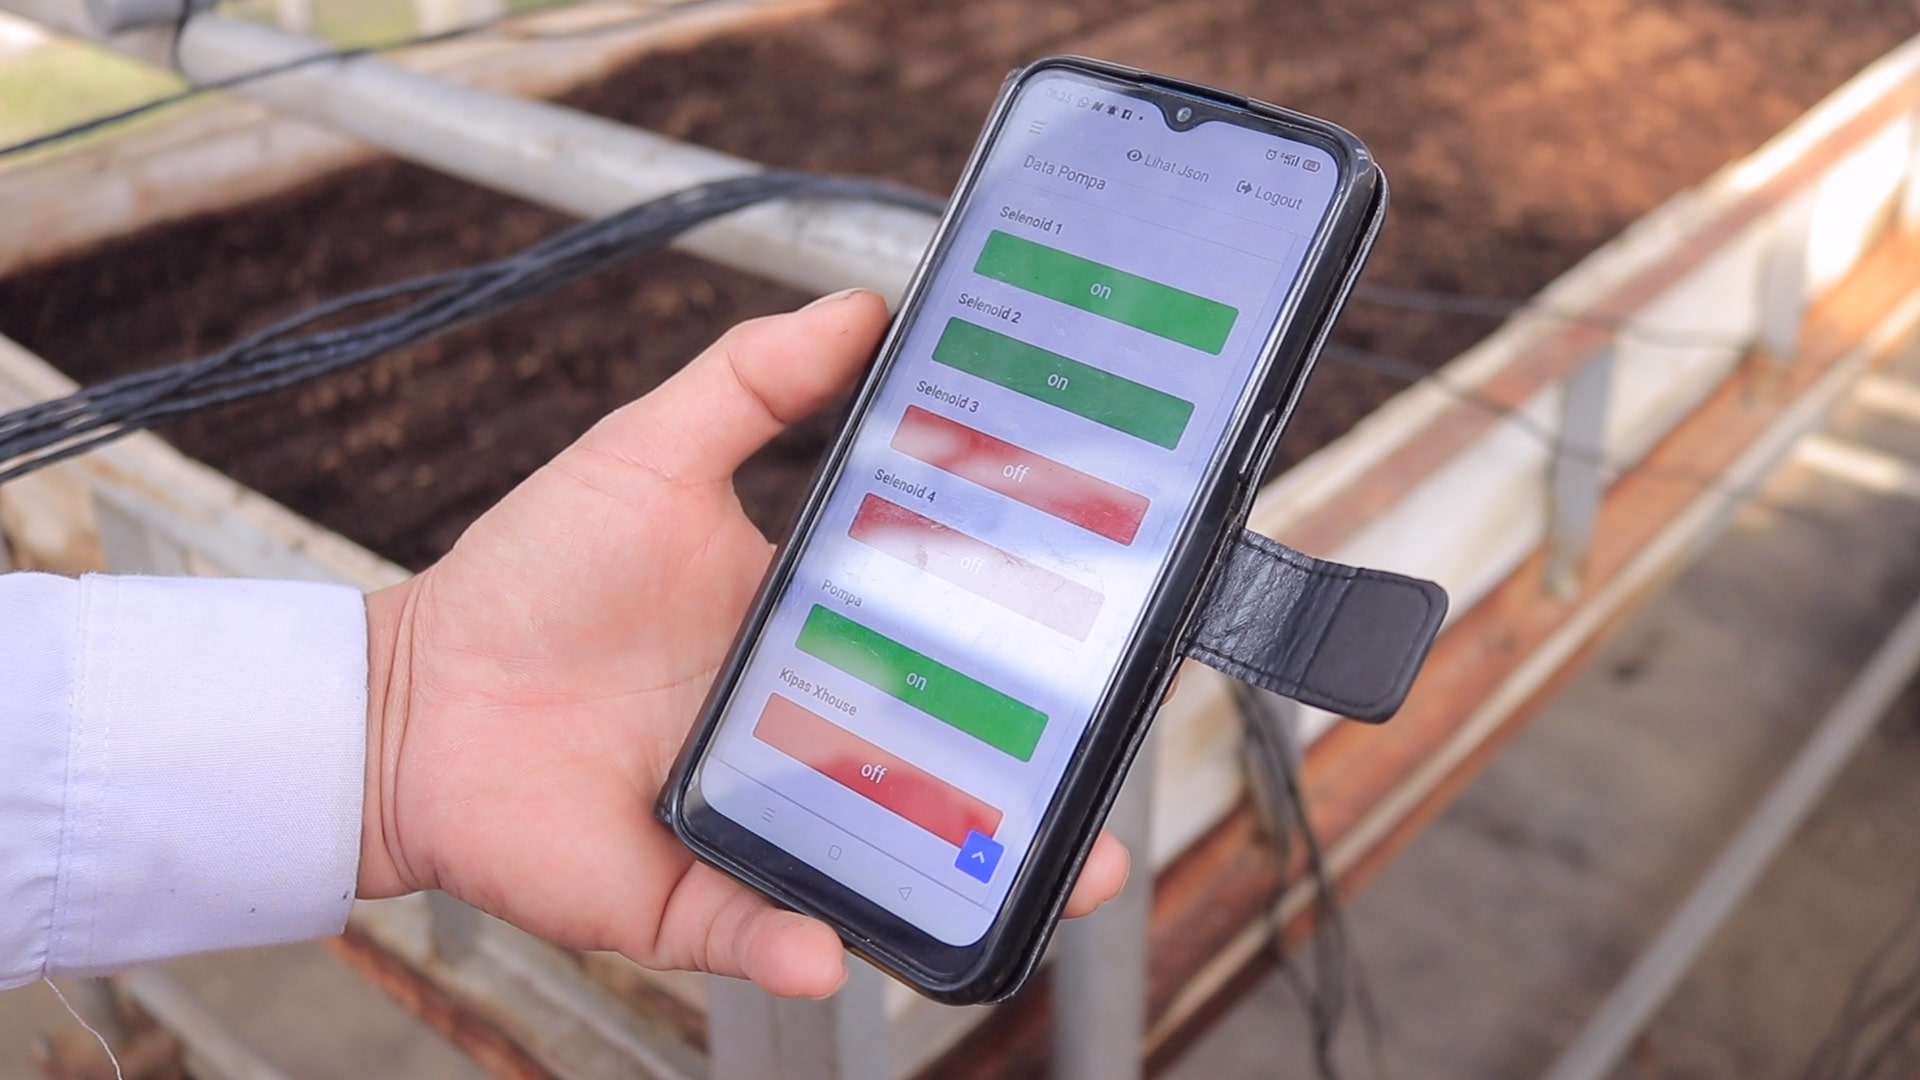 Lihat Json
Logout
Data Pompa
Selenoid 1
on
Selenoid 2
on
Selenoid 3
off
Selenoid 4
off
Pompa
on
Kipas Xhouse
off